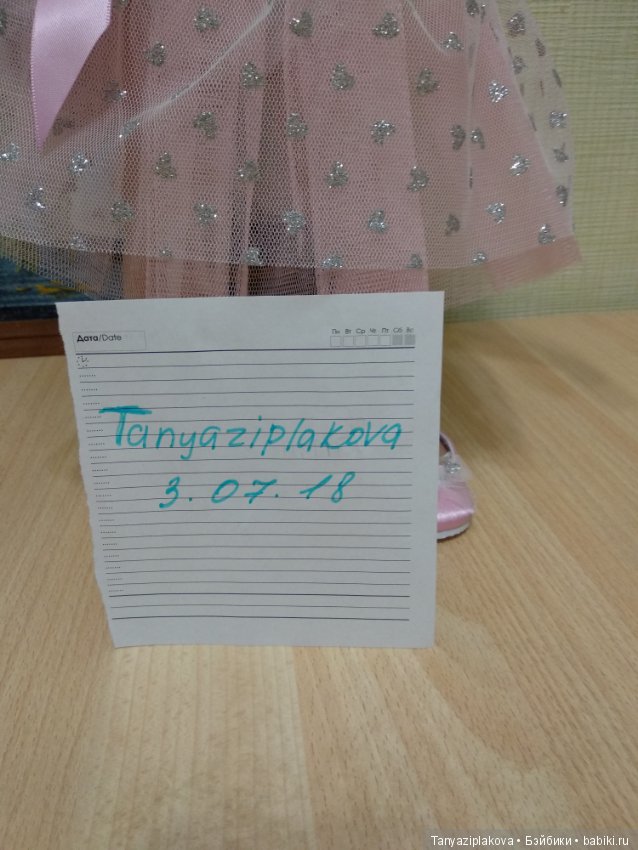 Дата/Date
Пн Вт Ср Чт Пт Сб Вс
Tanyaziplakova
3.07.18
Tanyaziplakova • Бэйбики • babiki.ru